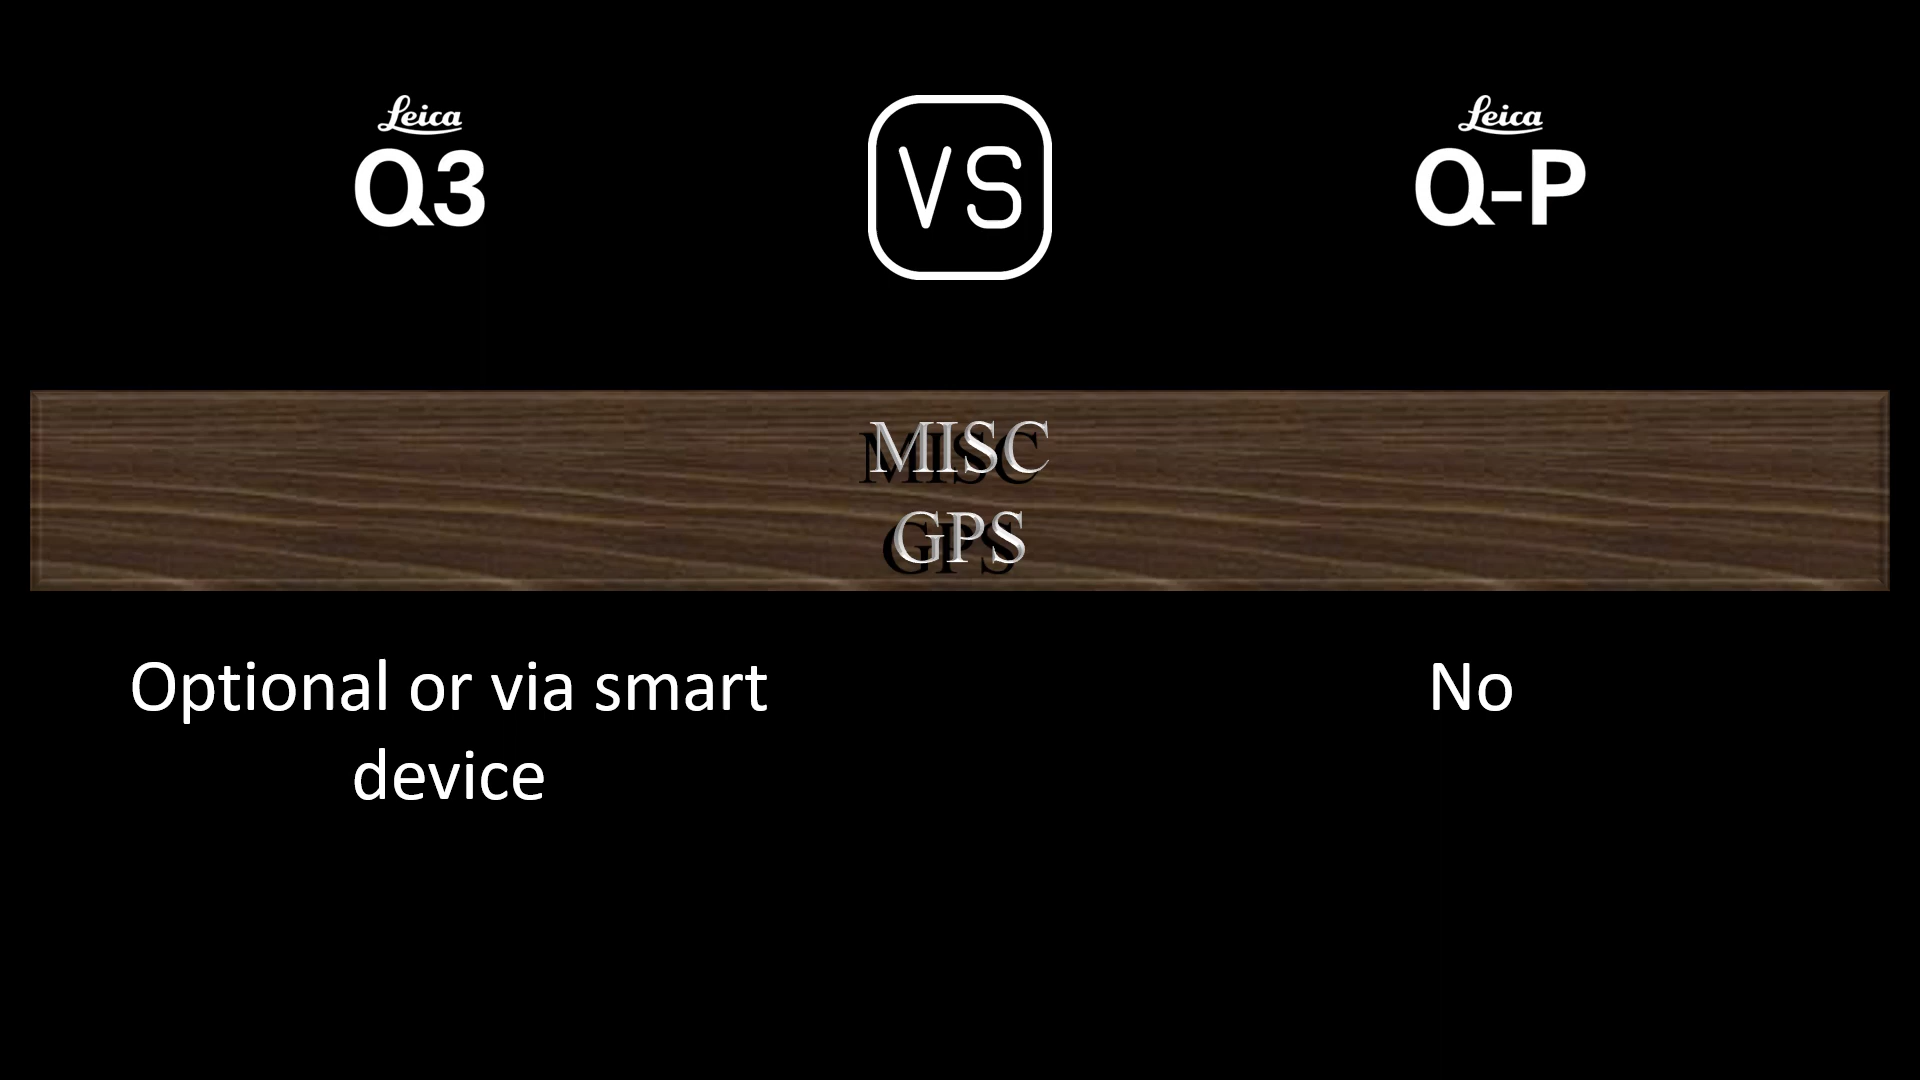 Leica
Q3
VS
Leica
Q-P
MISC
GPS
Optional or via smart
device
No